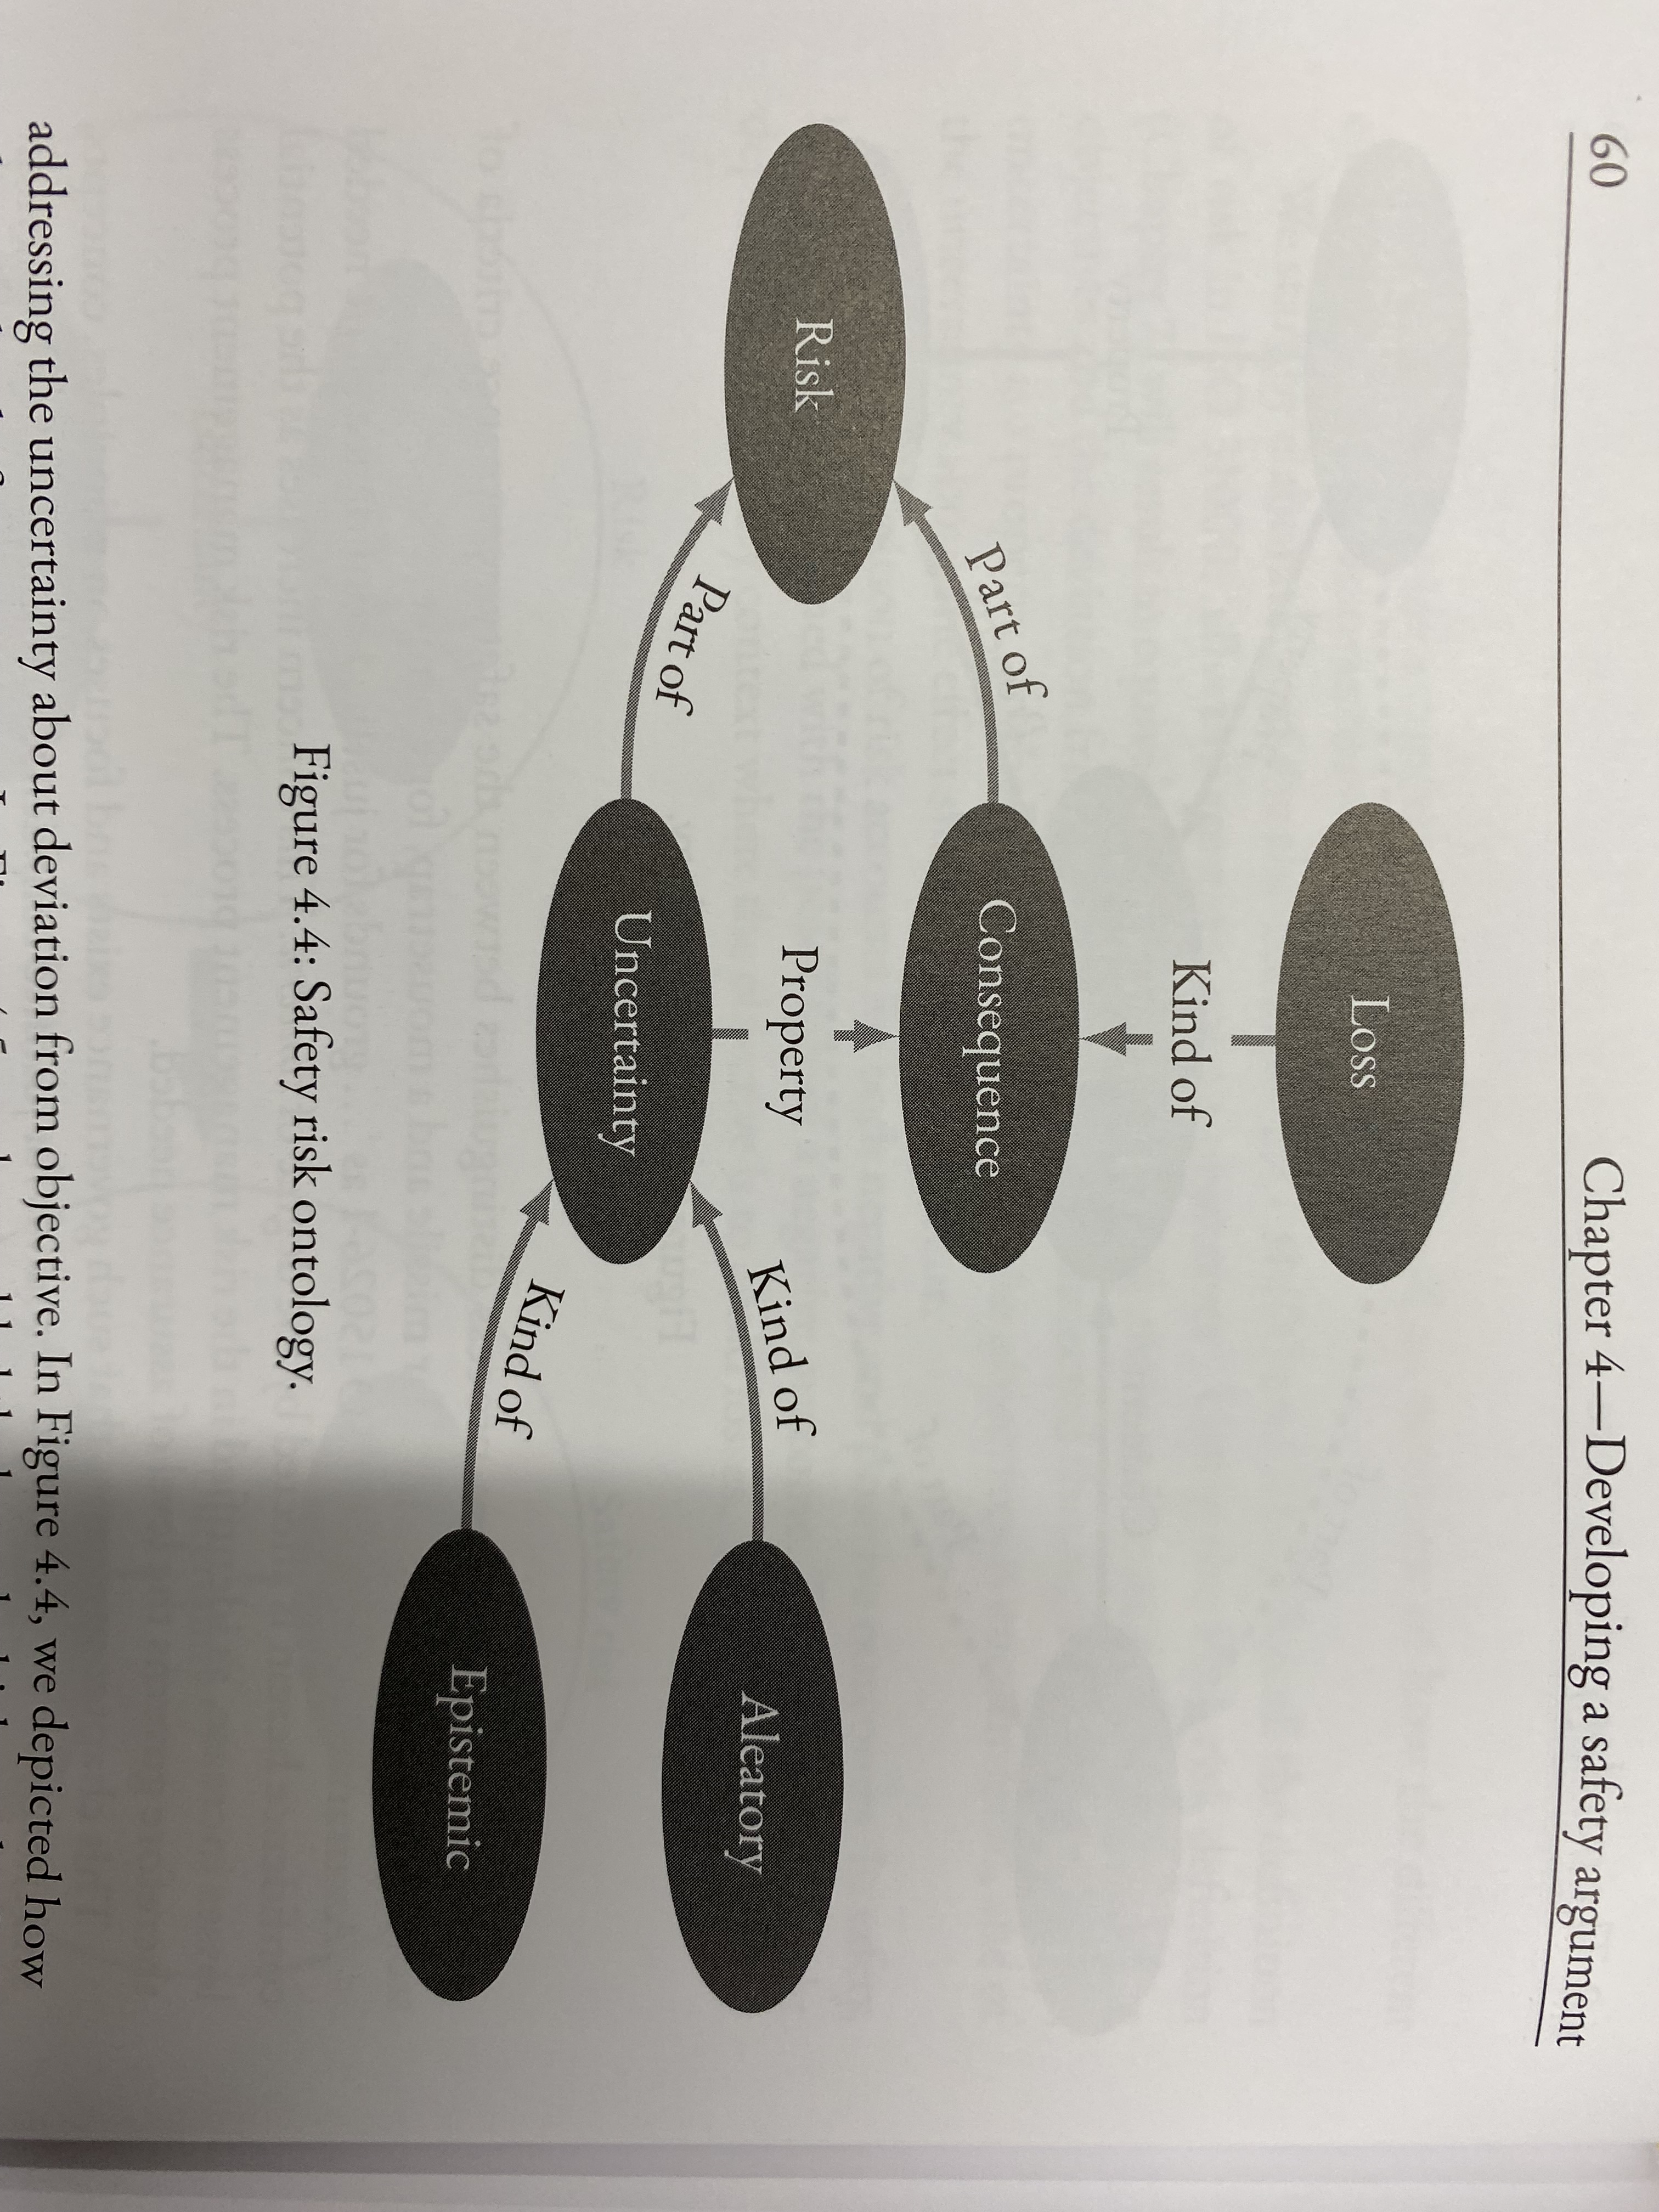 60 Chapter 4—Developing a safety argument
Loss
Kind of
Consequence
Part of
Property
Risk
Part of
Uncertainty
Kind of
Aleatory
Kind of
Epistemic
Figure 4.4: Safety risk ontology.
addressing the uncertainty about deviation from objective. In Figure 4.4, we depicted how